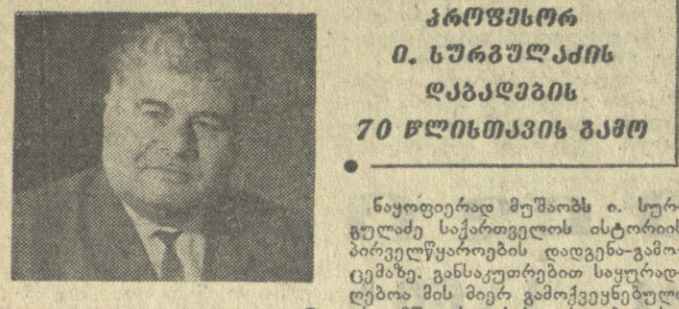 პროფესორ
ი. სურგულაძის
დაბადების
70 წლისთავის გამო
ნაყოფიერად მუშაობს ი. სურ-
გულაძე საქართველოს ისტორიის
პირველწყაროების დადგენა-გამო-
ცემაზე. განსაკუთრებით საყურად-
ღებოა მის მიერ გამოქვეყნებული